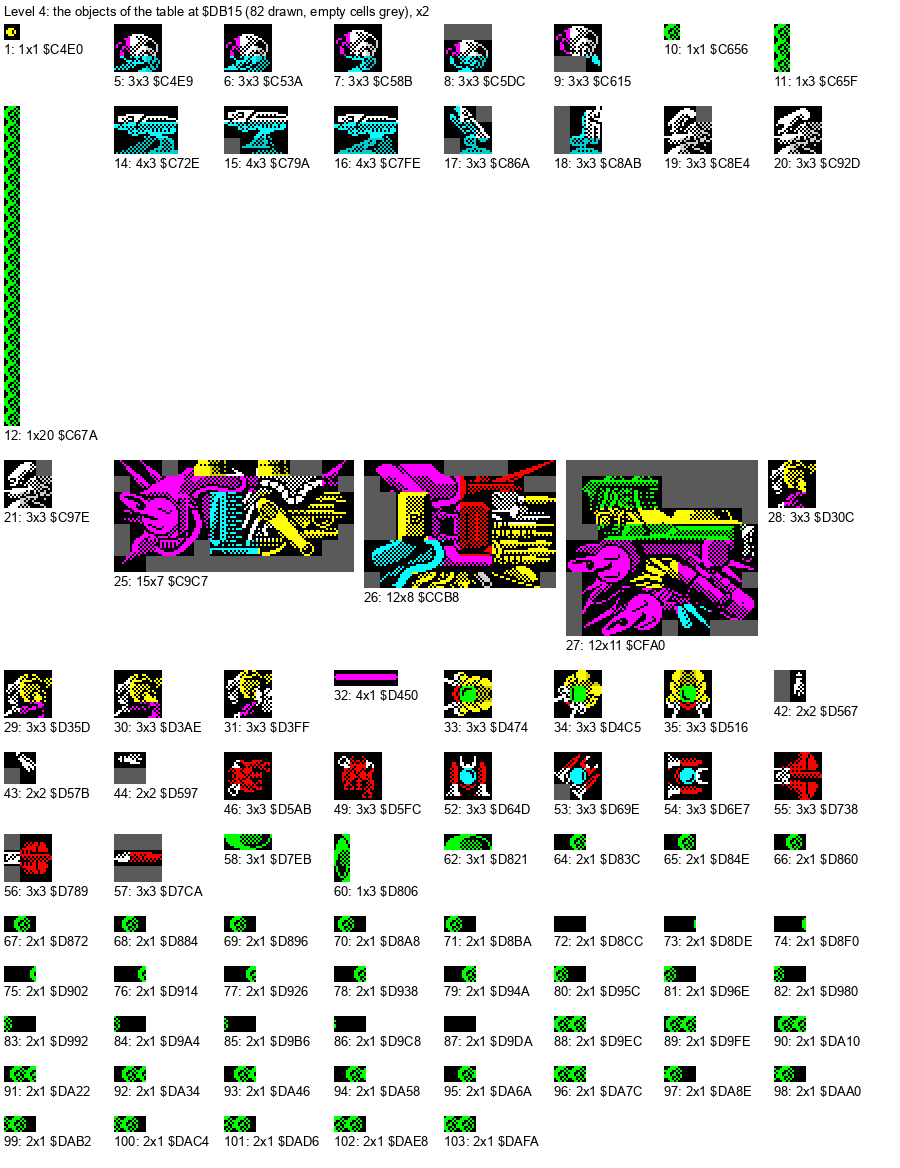 Level 4: the objects of the table at $DB15 (82 drawn, empty cells grey), x2
1: 1x1 $C4E0
5: 3x3 $C4E9
6: 3x3 $C53A
7: 3x3 $C58B
8: 3x3 $C5DC
9: 3x3 $C615
10: 1x1 $C656
11: 1x3 $C65F
12: 1x20 $C67A
14: 4x3 $C72E
15: 4x3 $C79A
16: 4x3 $C7FE
17: 3x3 $C86A
18: 3x3 $C8AB
19: 3x3 $C8E4
20: 3x3 $C92D
21: 3x3 $C97E
25: 15x7 $C9C7
26: 12x8 $CCB8
27: 12x11 $CFA0
28: 3x3 $D30C
29: 3x3 $D35D
30: 3x3 $D3AE
31: 3x3 $D3FF
32: 4x1 $D450
33: 3x3 $D474
34: 3x3 $D4C5
35: 3x3 $D516
42: 2x2 $D567
43: 2x2 $D57B
44: 2x2 $D597
46: 3x3 $D5AB
49: 3x3 $D5FC
52: 3x3 $D64D
53: 3x3 $D69E
54: 3x3 $D6E7
55: 3x3 $D738
56: 3x3 $D789
57: 3x3 $D7CA
58: 3x1 $D7EB
60: 1x3 $D806
62: 3x1 $D821
64: 2x1 $D83C
65: 2x1 $D84E
66: 2x1 $D860
67: 2x1 $D872
68: 2x1 $D884
69: 2x1 $D896
70: 2x1 $D8A8
71: 2x1 $D8BA
72: 2x1 $D8CC
73: 2x1 $D8DE
74: 2x1 $D8F0
75: 2x1 $D902
76: 2x1 $D914
77: 2x1 $D926
78: 2x1 $D938
79: 2x1 $D94A
80: 2x1 $D95C
81: 2x1 $D96E
82: 2x1 $D980
83: 2x1 $D992
84: 2x1 $D9A4
85: 2x1 $D9B6
86: 2x1 $D9C8
87: 2x1 $D9DA
88: 2x1 $D9EC
89: 2x1 $D9FE
90: 2x1 $DA10
91: 2x1 $DA22
92: 2x1 $DA34
93: 2x1 $DA46
94: 2x1 $DA58
95: 2x1 $DA6A
96: 2x1 $DA7C
97: 2x1 $DA8E
98: 2x1 $DAA0
99: 2x1 $DAB2
100: 2x1 $DAC4
101: 2x1 $DAD6
102: 2x1 $DAE8
103: 2x1 $DAFA